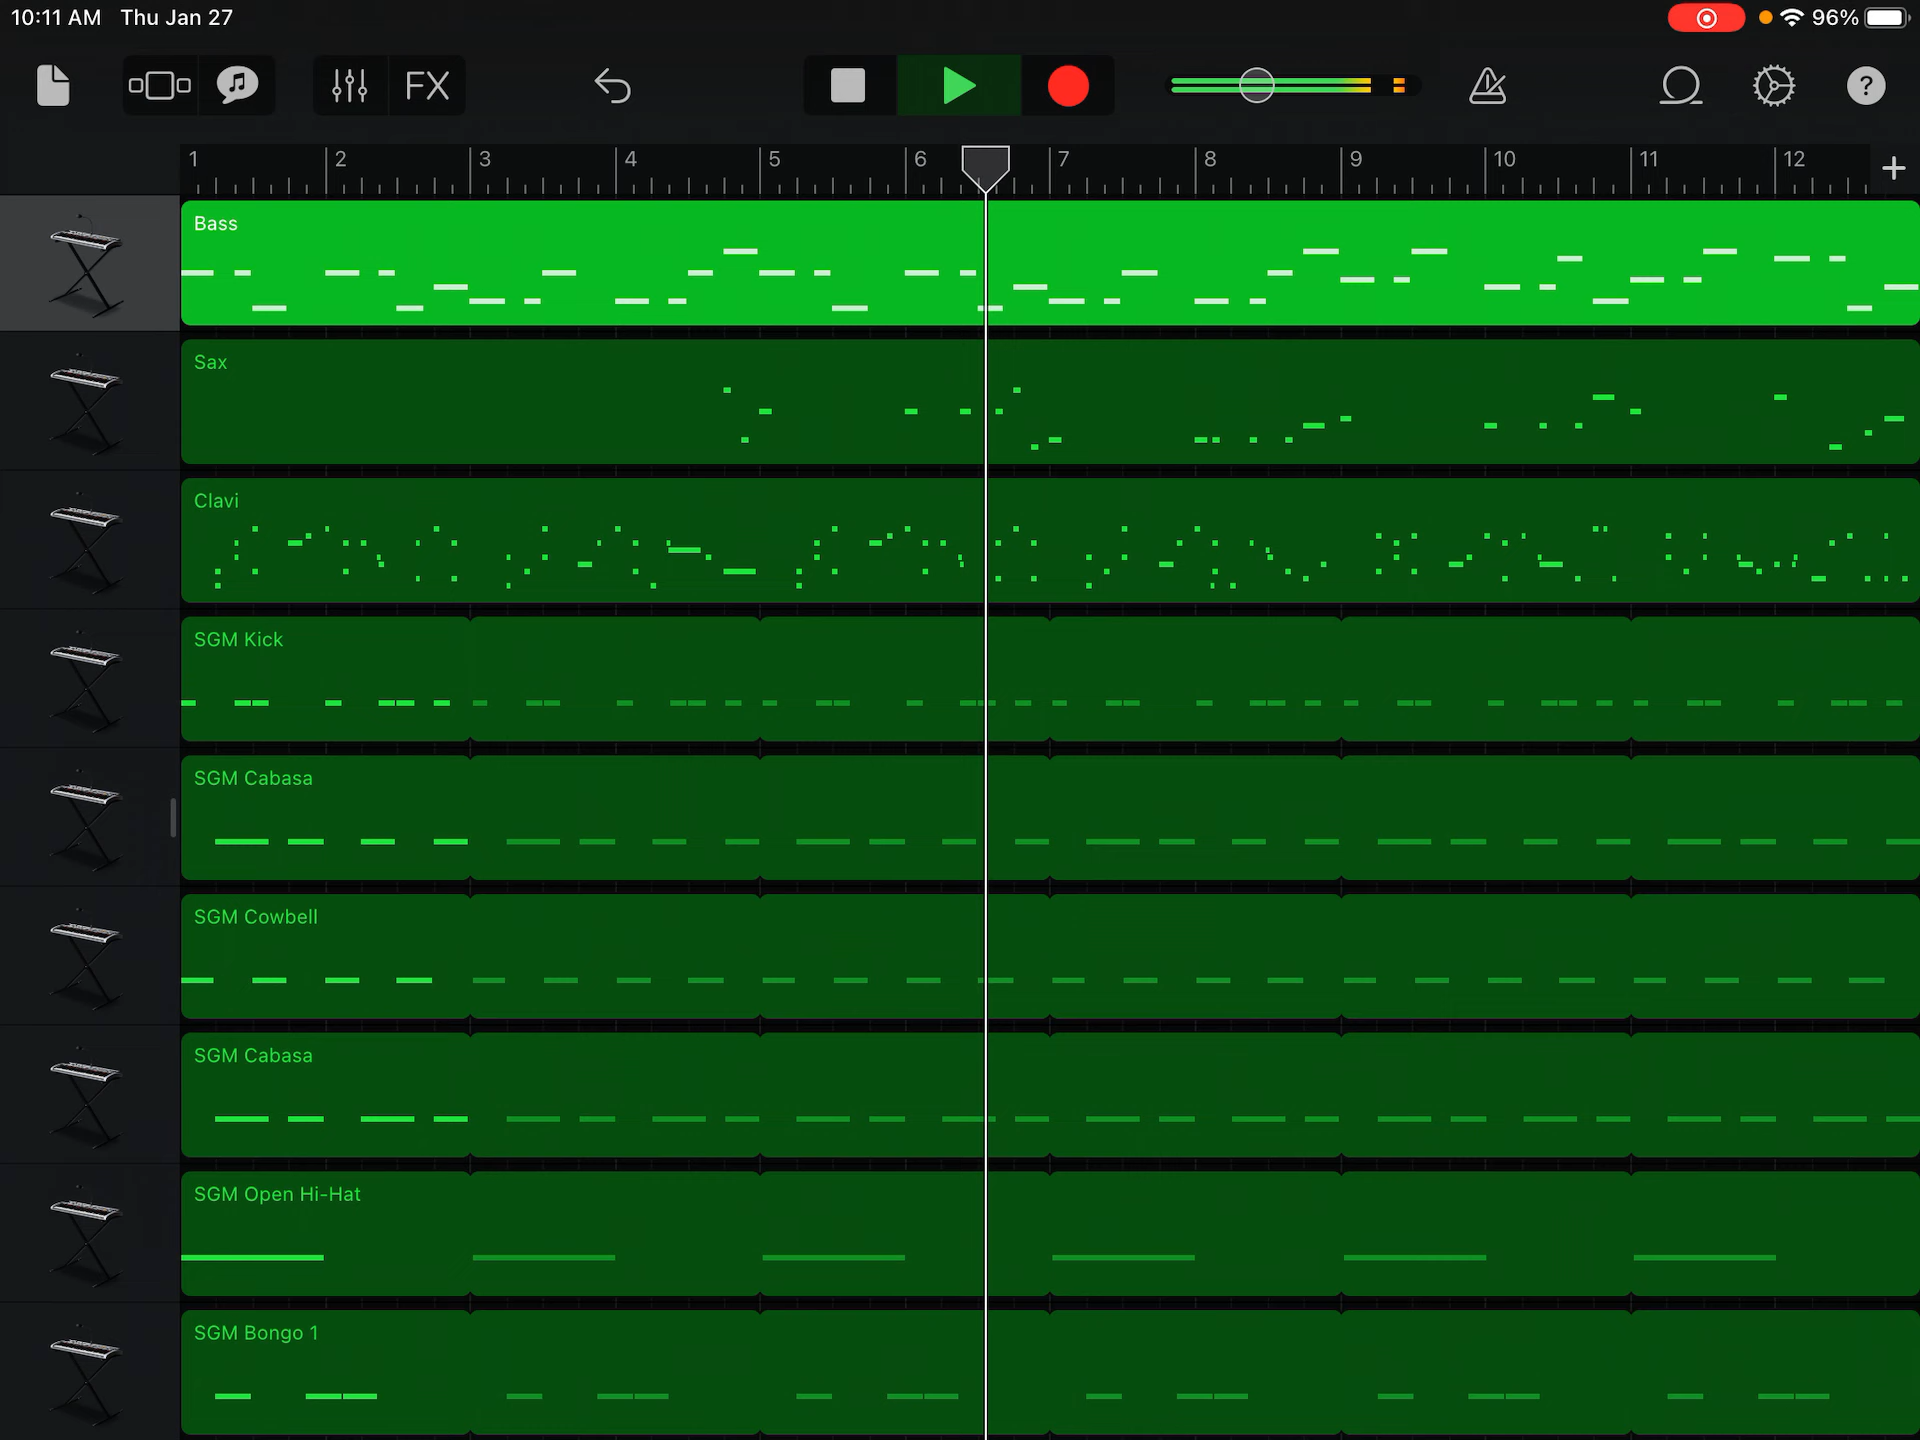 10:11 AM Thu Jan 27 96%
FX ?
1 2 3 4 5 6 7 8 9 10 11 12 +
Bass
Sax
Clavi
SGM Kick
SGM Cabasa
SGM Cowbell
SGM Cabasa
SGM Open Hi-Hat
SGM Bongo 1